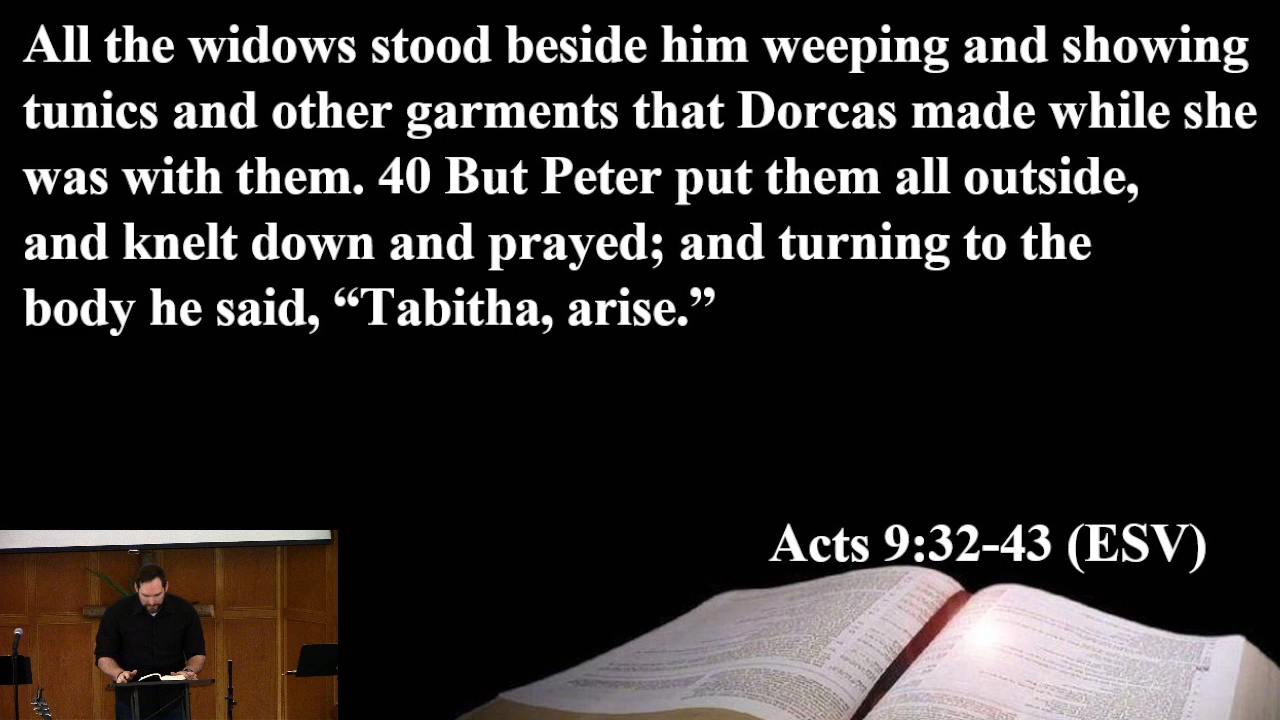 All the widows stood beside him weeping and showing
tunics and other garments that Dorcas made while she
was with them. 40 But Peter put them all outside,
and knelt down and prayed; and turning to the
body he said, “Tabitha, arise.”
Acts 9:32-43 (ESV)